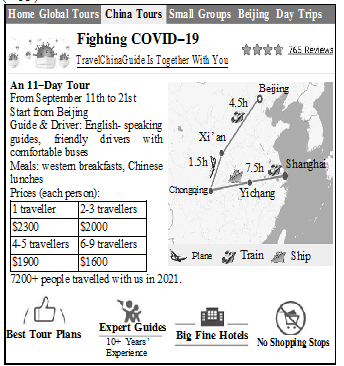 Home Global Tours China Tours Small Groups Beijing Day Trips
Fighting COVID-19
TravelChinaGuide Is Together With You
765 Reviews
An 11-Day Tour
From September 11th to 21st
Start from Beijing
Guide & Driver: English- speaking
guides, friendly drivers with
comfortable buses
Meals: western breakfasts, Chinese
lunches
Prices (each person):
1 traveller 2-3 travellers
$2300 $2000
4-5 travellers 6-9 travellers
$1900 $1600
7200+ people travelled with us in 2021.
Beijing
4.5h
Xi'an
1.5h
7.5h
Shanghai
Chongqing
Yichang
Plane Train Ship
Best Tour Plans
Expert Guides
10+ Years'
Experience
Big Fine Hotels
No Shopping Stops